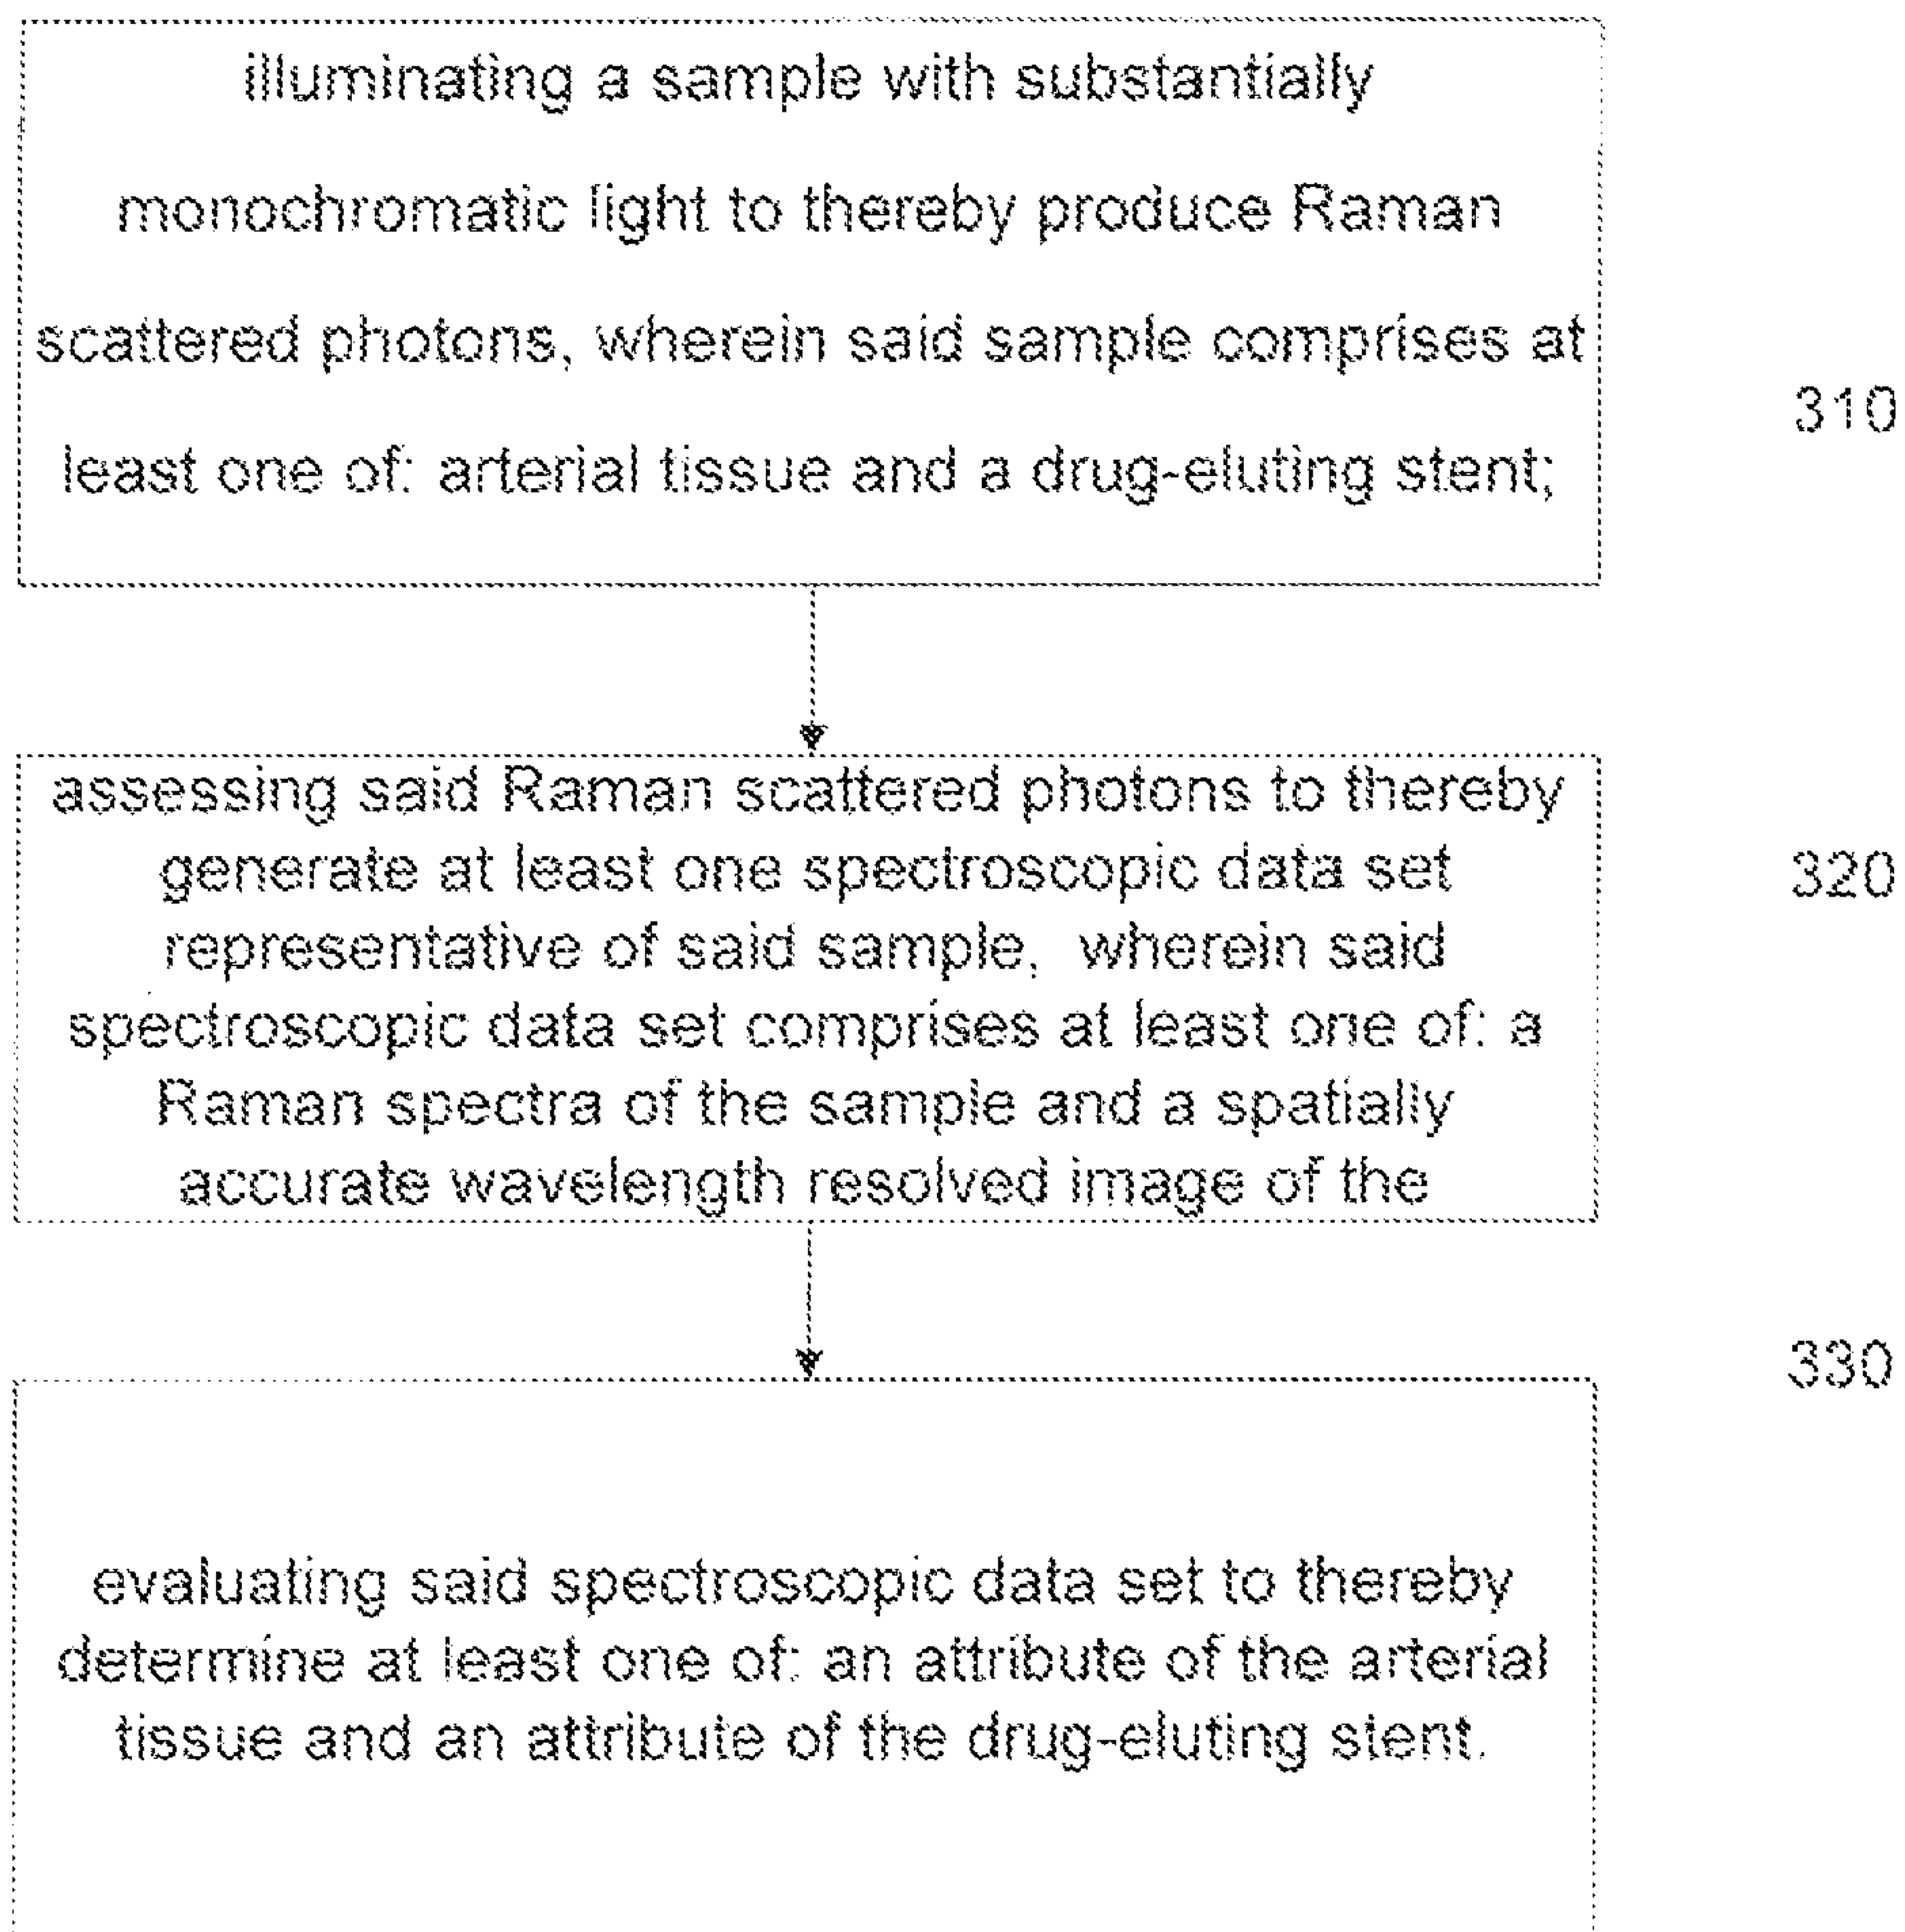 illuminating a sample with substantially
monochromatic light to thereby produce Raman
scattered photons, wherein said sample comprises at
least one of: arterial tissue and a drug-eluting stent;
310
assessing said Raman scattered photons to thereby
generate at least one spectroscopic data set
representative of said sample, wherein said
spectroscopic data set comprises at least one of: a
Raman spectra of the sample and a spatially
accurate wavelength resolved image of the
320
330
evaluating said spectroscopic data set to thereby
determine at least one of: an attribute of the arterial
tissue and an attribute of the drug-eluting stent.